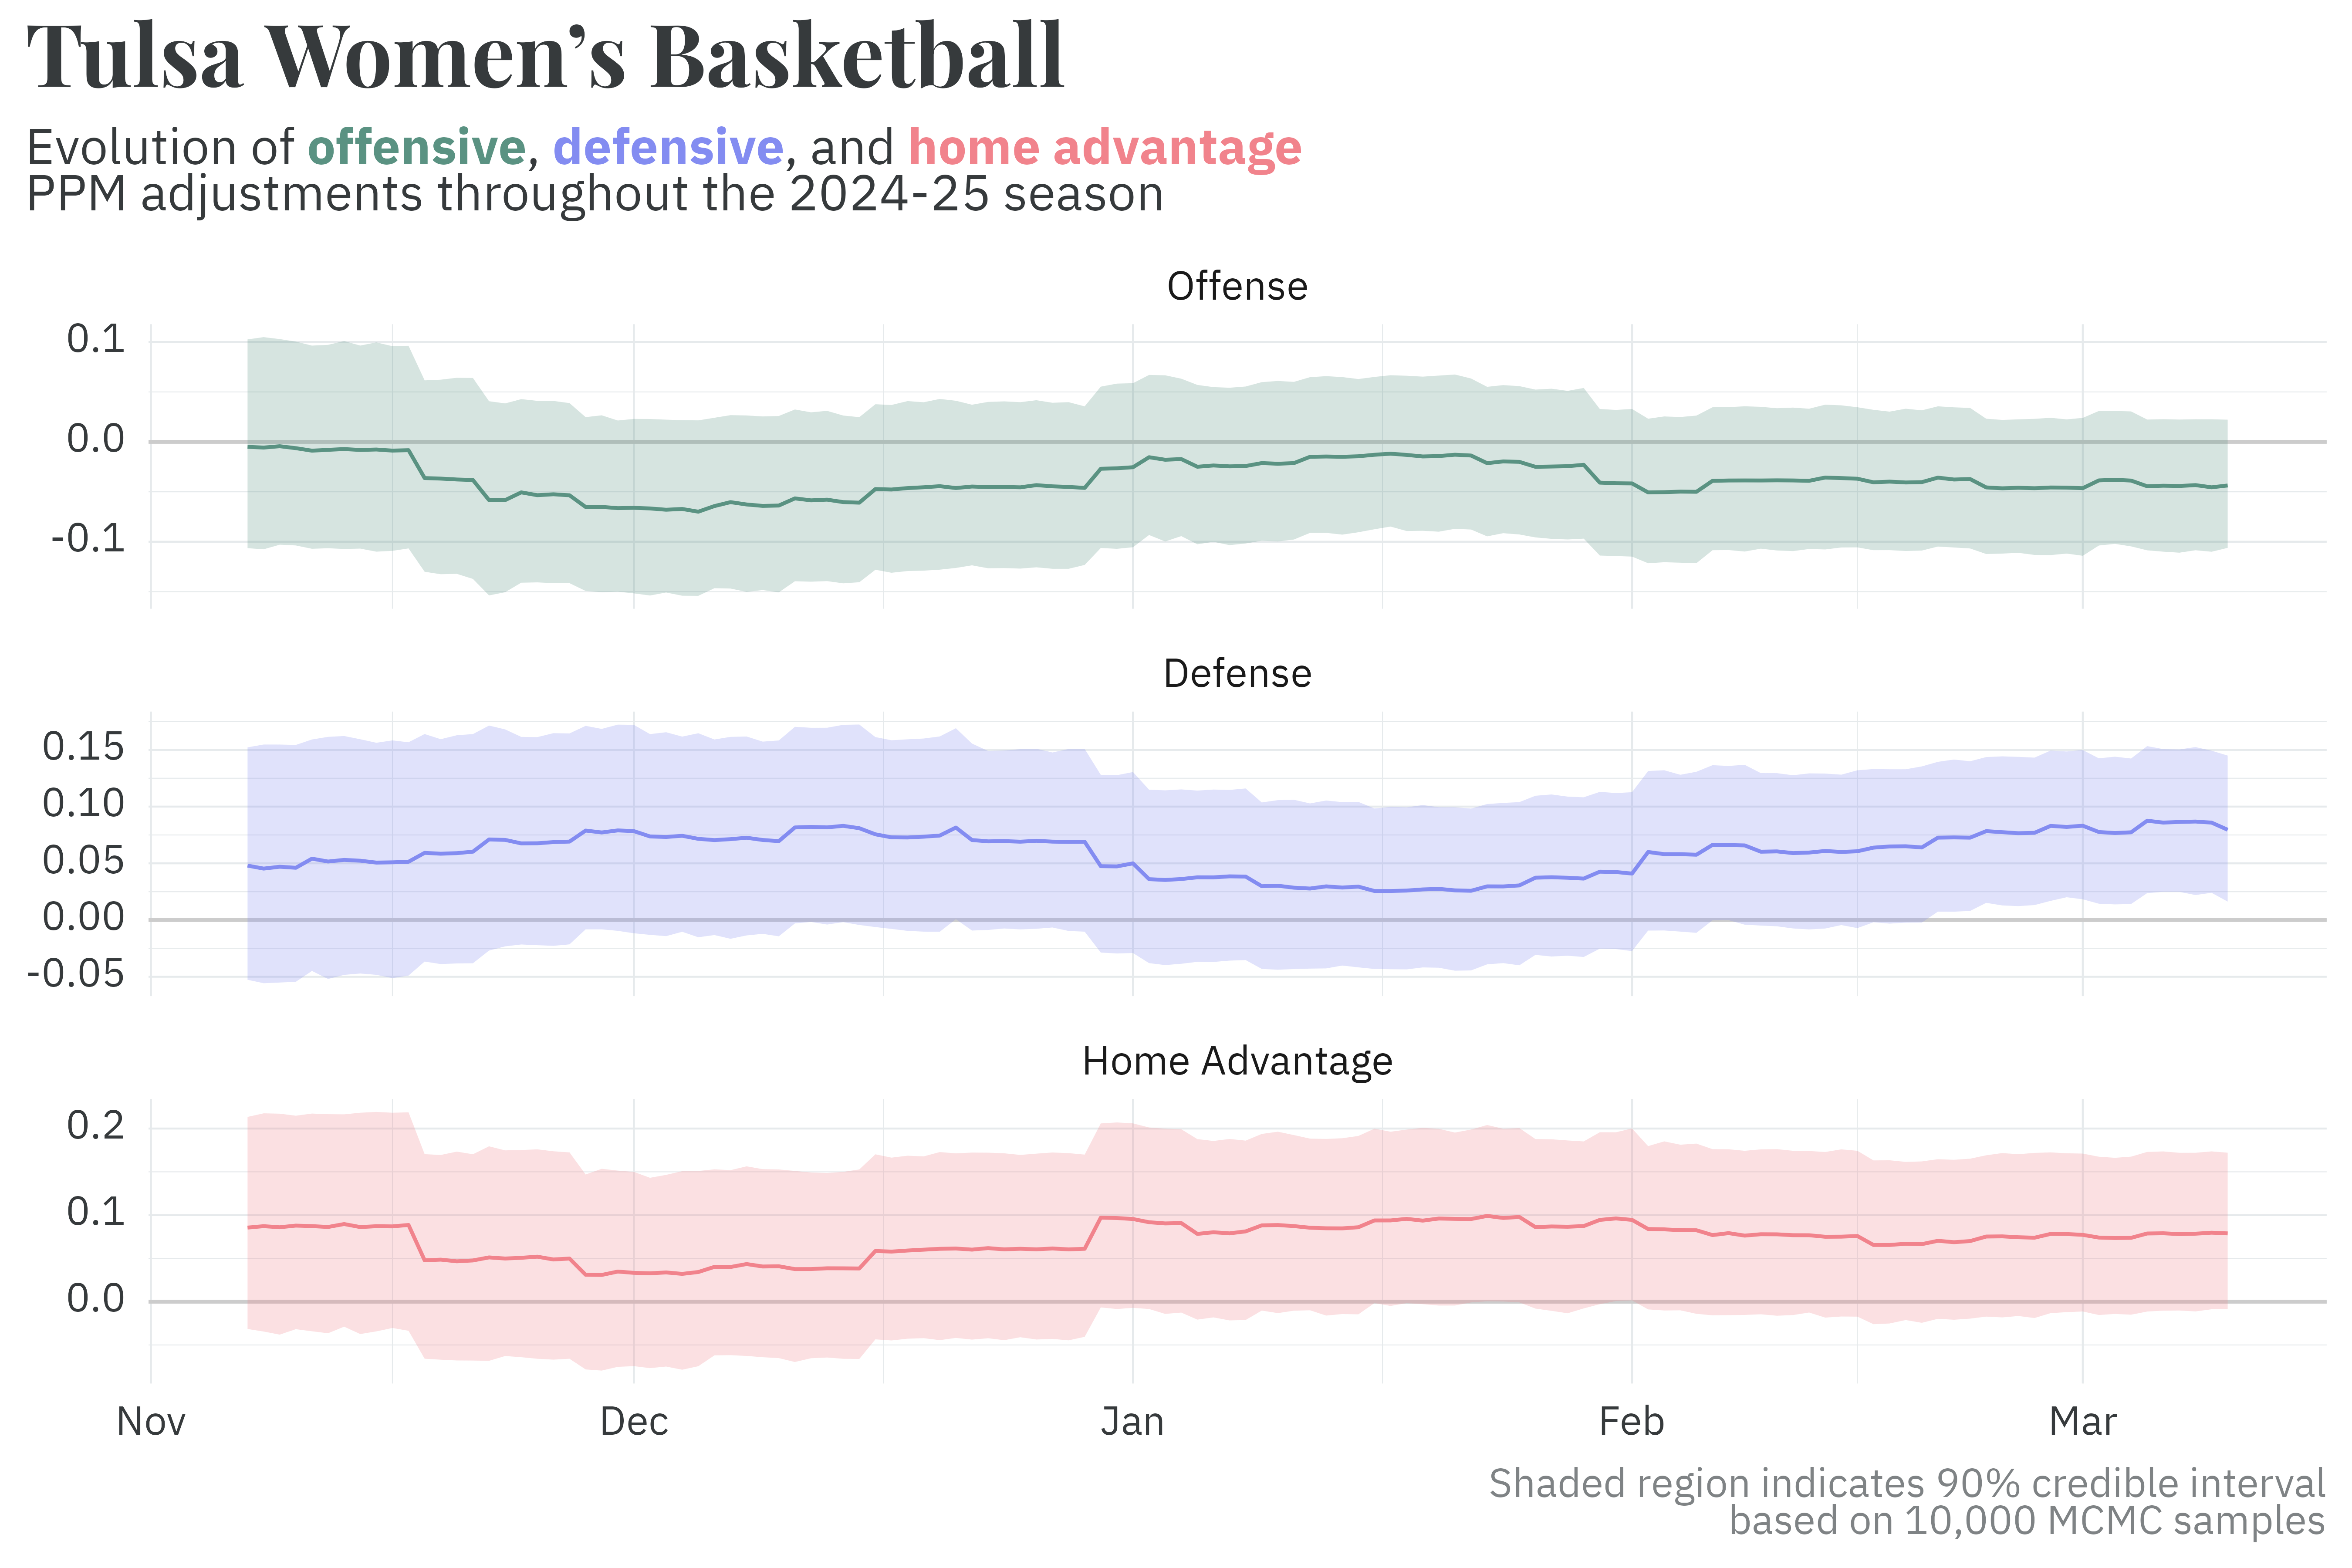 Tulsa Women’s Basketball
Evolution of offensive, defensive, and home advantage
PPM adjustments throughout the 2024-25 season
Offense
0.1
0.0
-0.1
Defense
0.15
0.10
0.05
0.00
-0.05
Home Advantage
0.2
0.1
0.0
Nov Dec Jan Feb Mar
Shaded region indicates 90% credible interval
based on 10,000 MCMC samples